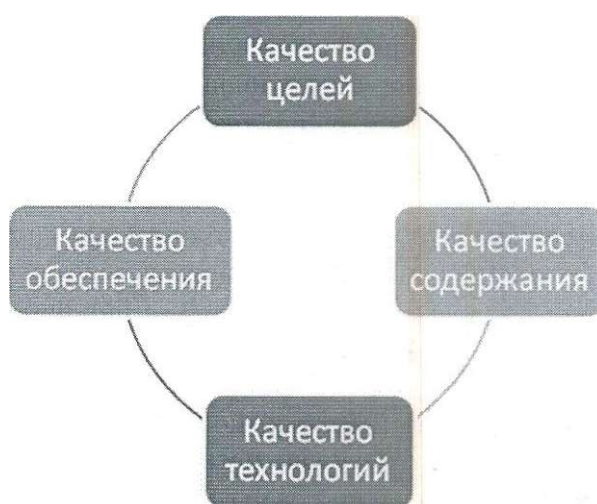 Качество
целей
Качество
обеспечения
Качество
содержания
Качество
технологий